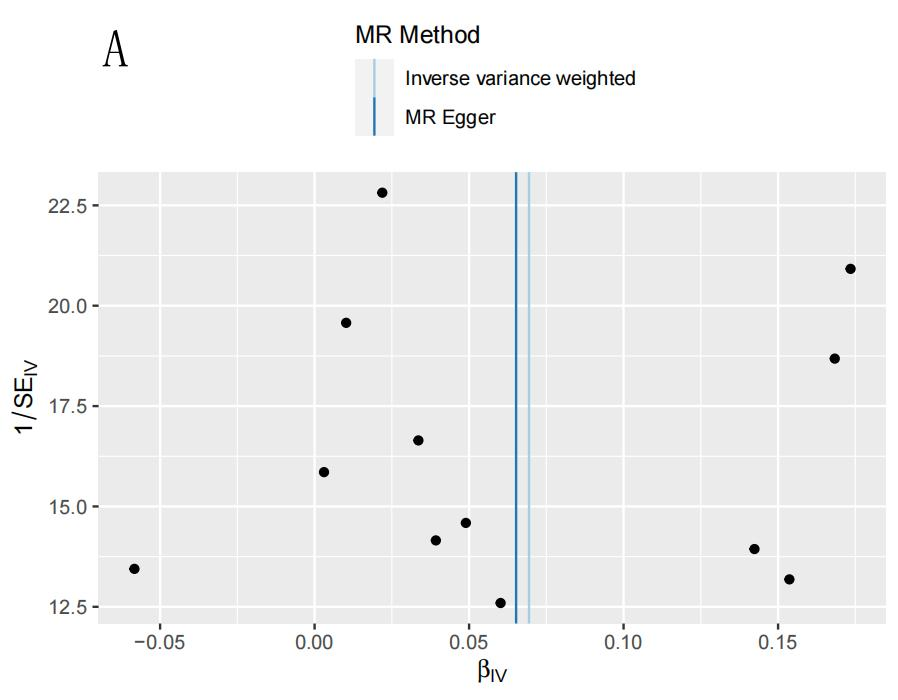 A
MR Method
Inverse variance weighted
MR Egger
22.5
20.0
17.5
15.0
12.5
1/SEIV
−0.05
0.00
0.05
0.10
0.15
βIV